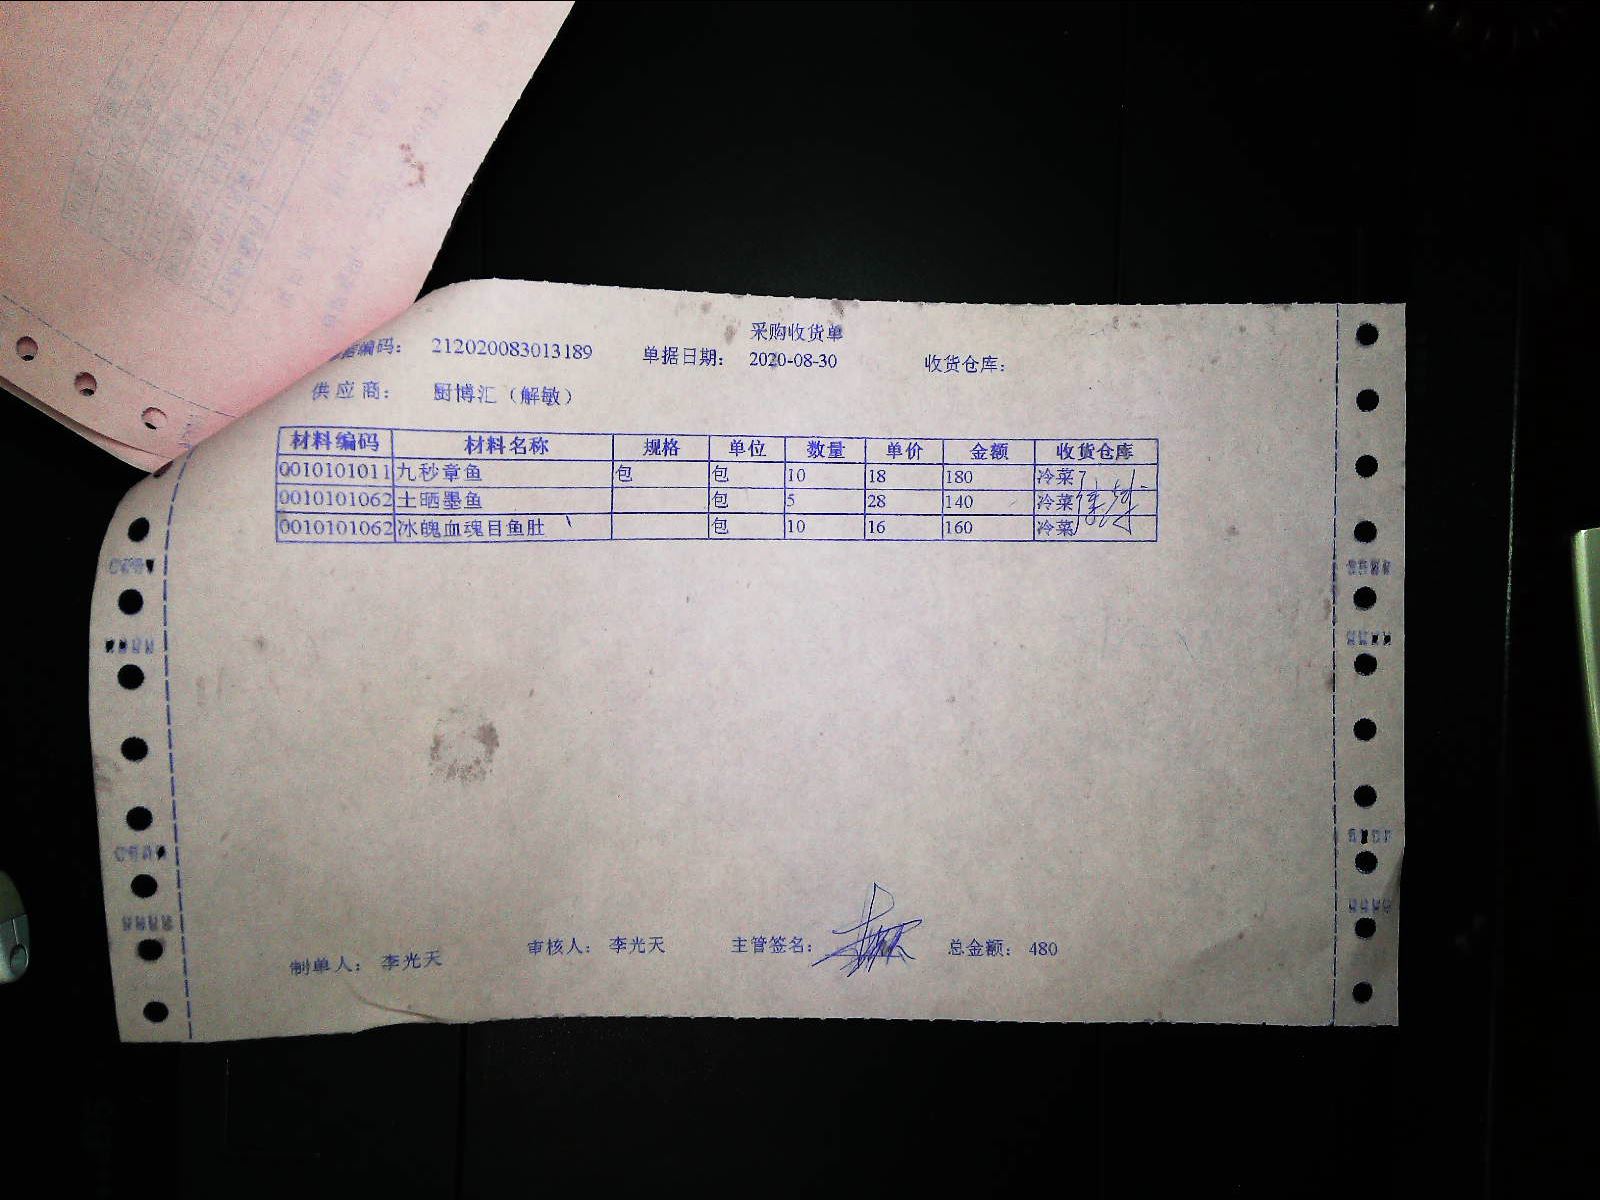 采购收货单
编码： 212020083013189 单据日期： 2020-08-30 收货仓库：
供应商： 厨博汇（解敏）
材料编码 材料名称 规格 单位 数量 单价 金额 收货仓库
0010101011 九秒章鱼 包 包 10 18 180 冷菜
0010101062 土晒墨鱼 包 5 28 140 冷菜
0010101062 冰魄血魂目鱼肚 包 10 16 160 冷菜
制单人： 李光天 审核人： 李光天 主管签名： 总金额： 480